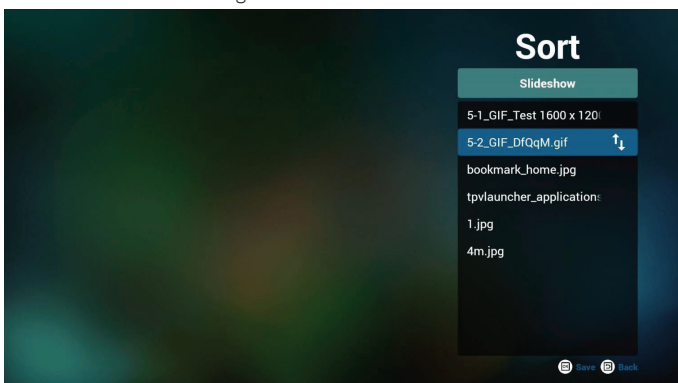 Sort
Slideshow
5-1_GIF_Test 1600 x 120
5-2_GIF_DfQqM.gif
bookmark_home.jpg
tpvlauncher_applications
1.jpg
4m.jpg
Save Back